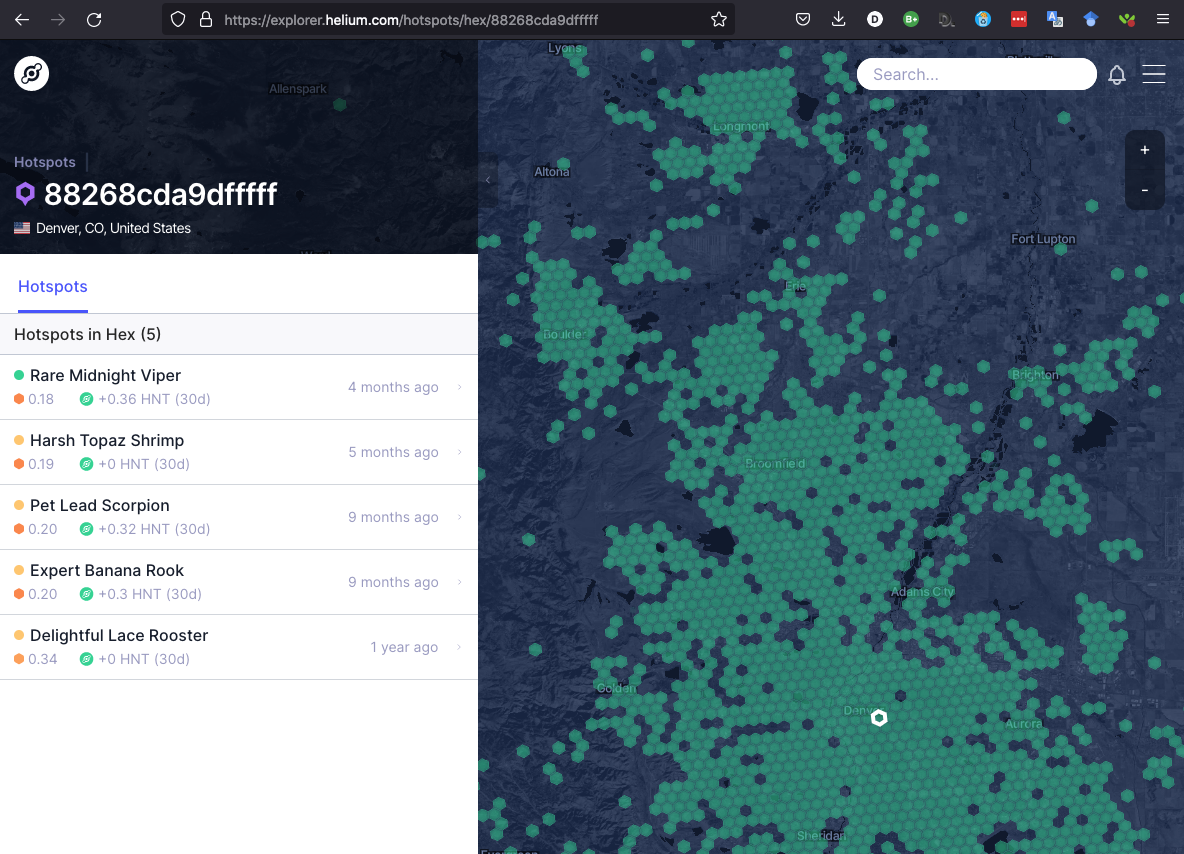 https://explorer.helium.com/hotspots/hex/88268cda9dfffff
D
B+
Search...
Lyons
Allenspark
Longmont
Altona
+
-
Hotspots
88268cda9dfffff
Denver, CO, United States
Fort Lupton
Erie
Boulder
Brighton
Broomfield
Adams City
Golden
Denver
Aurora
Sheridan
Hotspots
Hotspots in Hex (5)
Rare Midnight Viper
4 months ago
0.18 +0.36 HNT (30d)
Harsh Topaz Shrimp
5 months ago
0.19 +0 HNT (30d)
Pet Lead Scorpion
9 months ago
0.20 +0.32 HNT (30d)
Expert Banana Rook
9 months ago
0.20 +0.3 HNT (30d)
Delightful Lace Rooster
1 year ago
0.34 +0 HNT (30d)